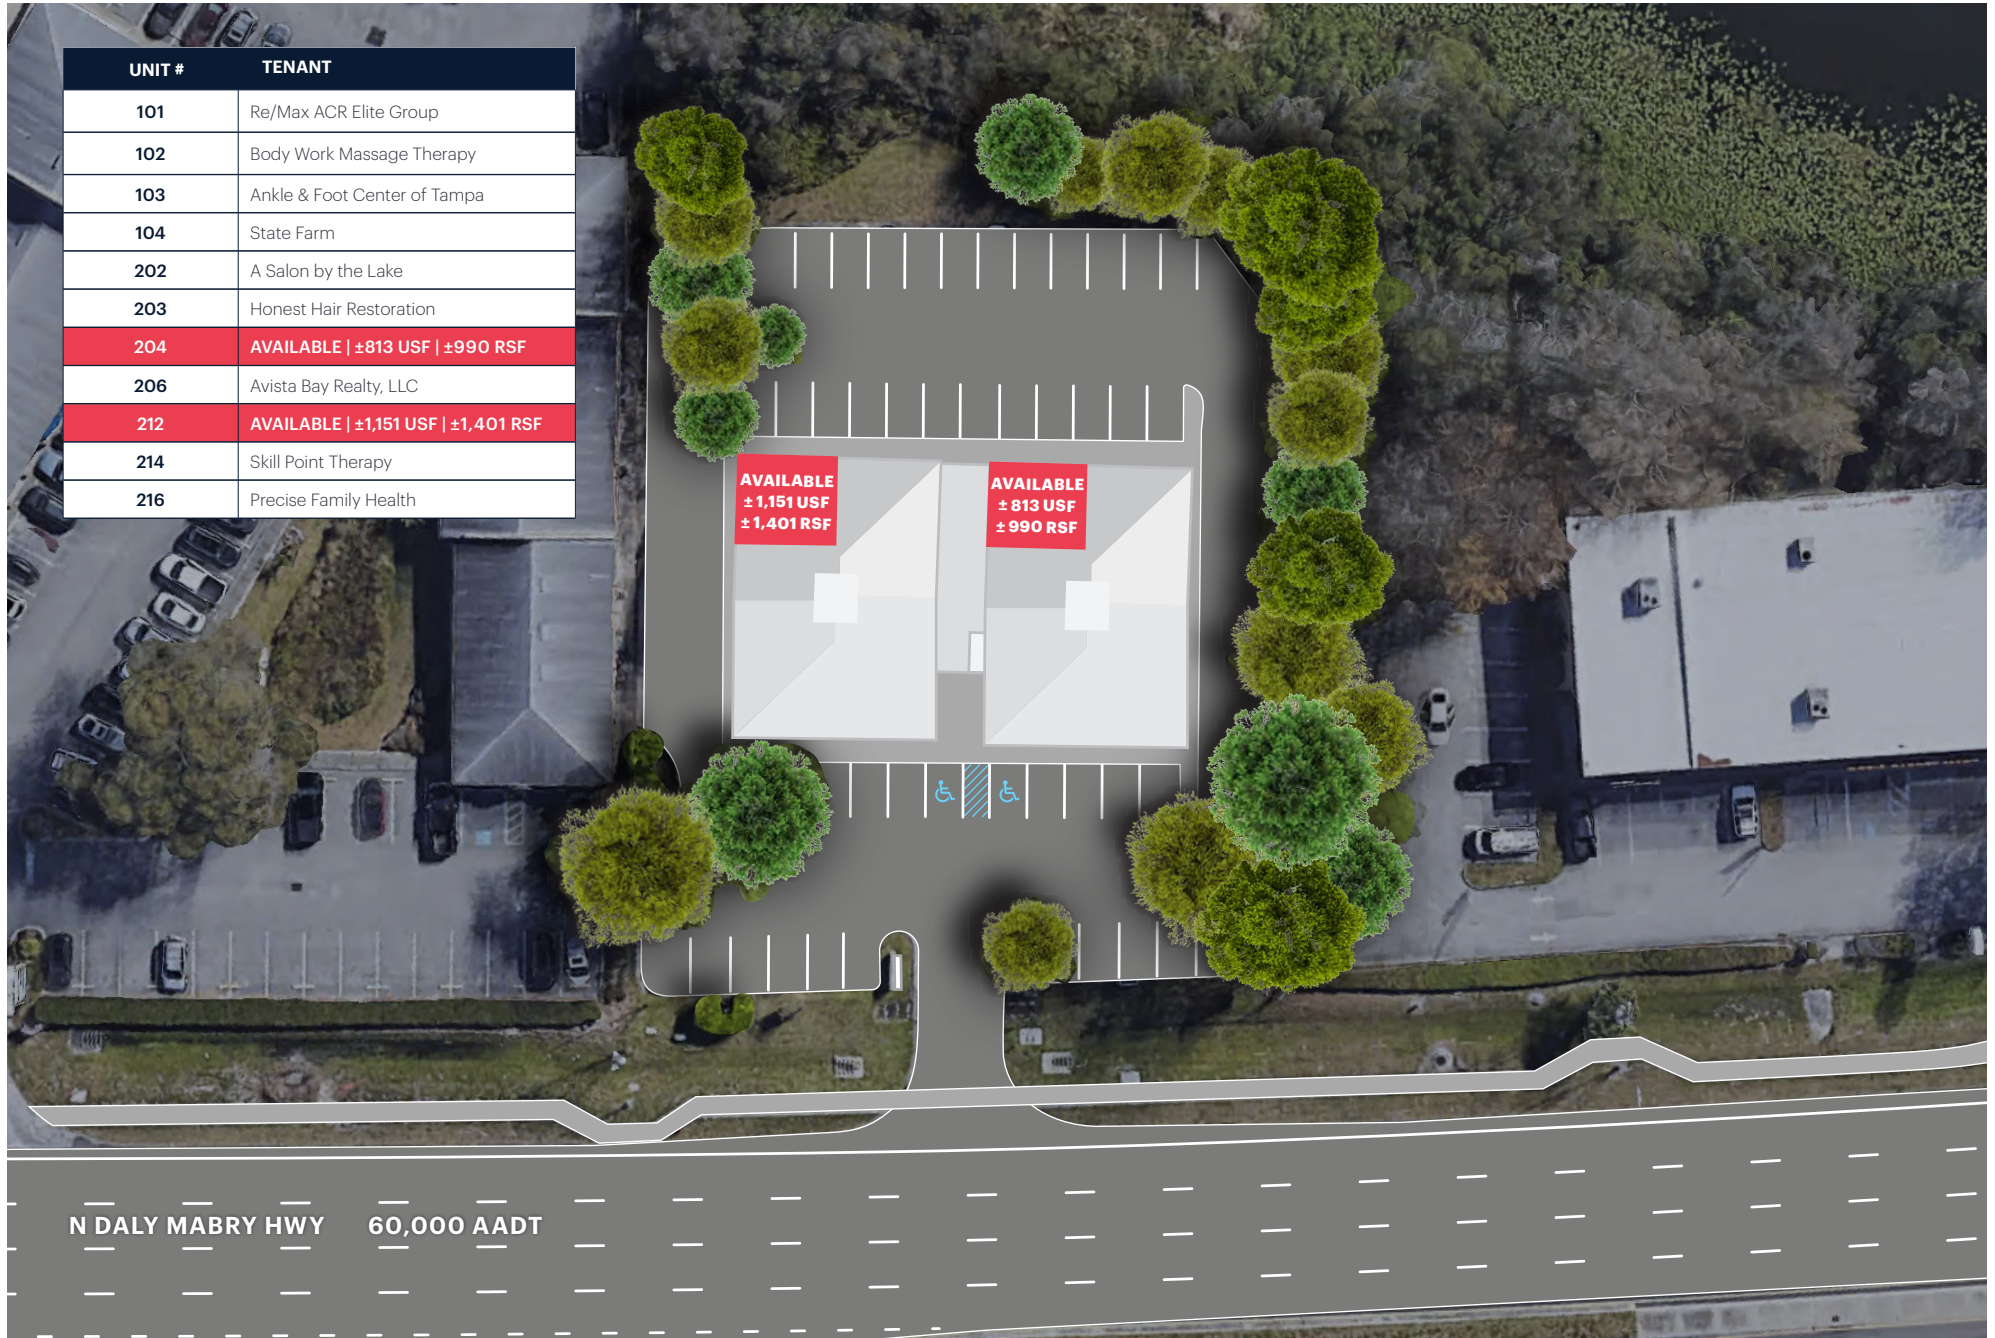 UNIT # TENANT
101 Re/Max ACR Elite Group
102 Body Work Massage Therapy
103 Ankle & Foot Center of Tampa
104 State Farm
202 A Salon by the Lake
203 Honest Hair Restoration
204 AVAILABLE | ±813 USF | ±990 RSF
206 Avista Bay Realty, LLC
212 AVAILABLE | ±1,151 USF | ±1,401 RSF
214 Skill Point Therapy
216 Precise Family Health
AVAILABLE
± 1,151 USF
± 1,401 RSF
AVAILABLE
± 813 USF
± 990 RSF
N DALY MABRY HWY 60,000 AADT